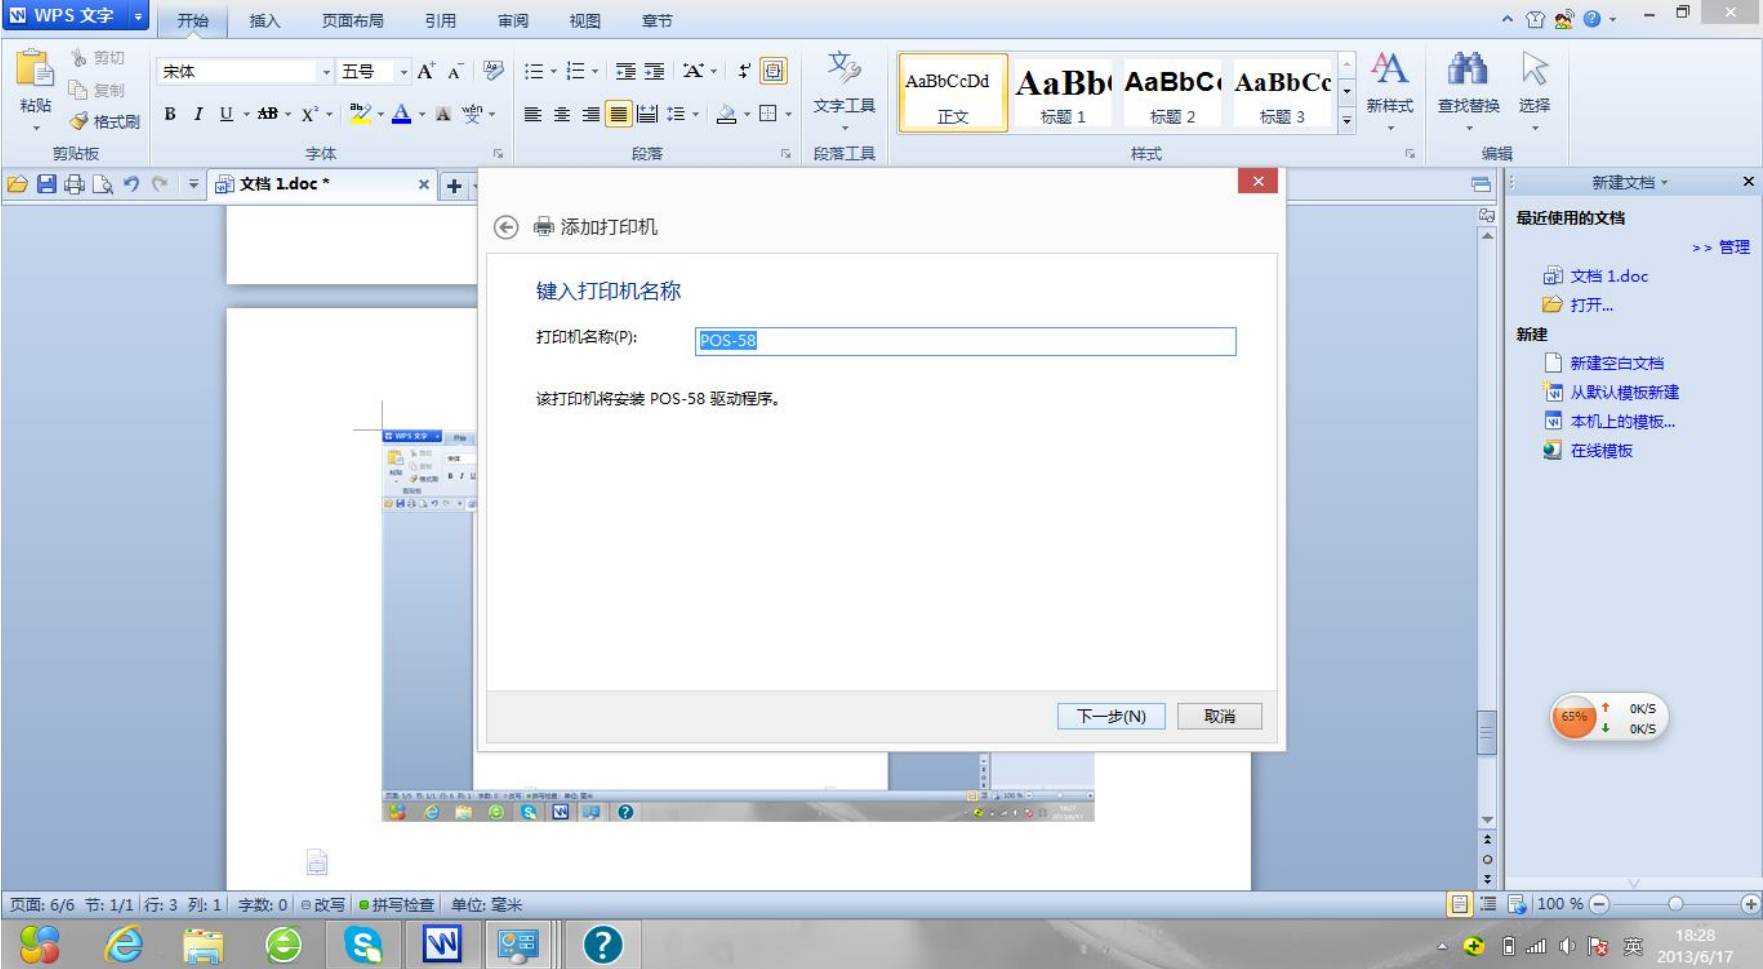 WPS 文字
开始 插入 页面布局 引用 审阅 视图 章节
剪切
复制
粘贴
格式刷
剪贴板
宋体 五号
字体
段落
文字工具
段落工具
AaBbCcDd AaBb AaBbC AaBbCc
正文 标题 1 标题 2 标题 3
样式
新样式
查找替换
选择
编辑
文档 1.doc *
添加打印机
键入打印机名称
打印机名称(P): POS-58
该打印机将安装 POS-58 驱动程序。
下一步(N) 取消
新建文档
最近使用的文档
>> 管理
文档 1.doc
打开...
新建
新建空白文档
从默认模板新建
本机上的模板...
在线模板
65% 0K/S
0K/S
WPS 文字 开始
页面: 6/6 节: 1/1 行: 3 列: 1 字数: 0 改写 拼写检查 单位: 毫米
100 %
英
18:28
2013/6/17